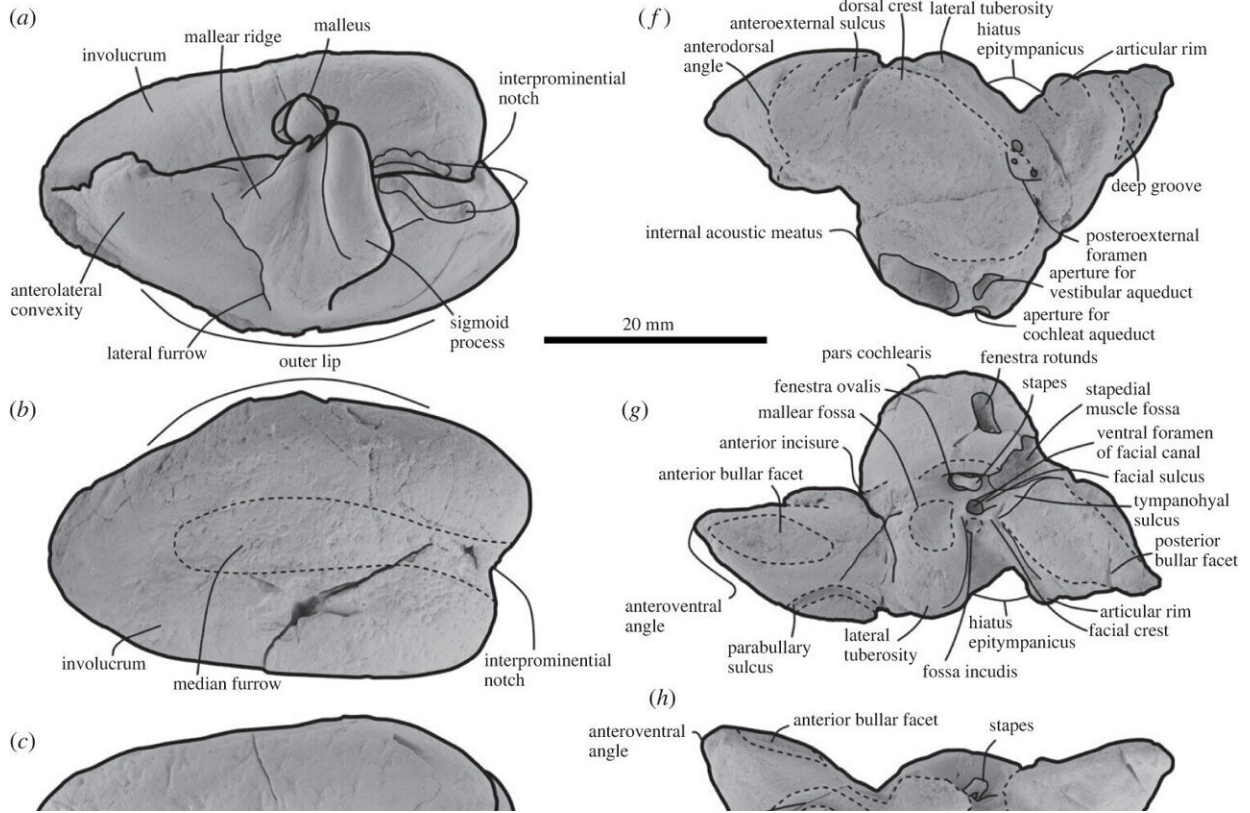 (a)
malleus
mallear ridge
involucrum
interprominential
notch
anterolateral
convexity
lateral furrow
sigmoid
process
outer lip
20 mm
(b)
involucrum
median furrow
interprominential
notch
(c)
(f)
dorsal crest
lateral tuberosity
anteroexternal sulcus
hiatus
epitympanicus
articular rim
anterodorsal
angle
deep groove
internal acoustic meatus
posteroexternal
foramen
aperture for
vestibular aqueduct
aperture for
cochleat aqueduct
(g)
pars cochlearis
fenestra rotunds
fenestra ovalis
stapes
stapedial
muscle fossa
mallear fossa
ventral foramen
of facial canal
anterior incisure
facial sulcus
anterior bullar facet
tympanohyal
sulcus
posterior
bullar facet
anteroventral
angle
articular rim
facial crest
hiatus
epitympanicus
parabullary
sulcus
lateral
tuberosity
fossa incudis
(h)
anteroventral
angle
anterior bullar facet
stapes